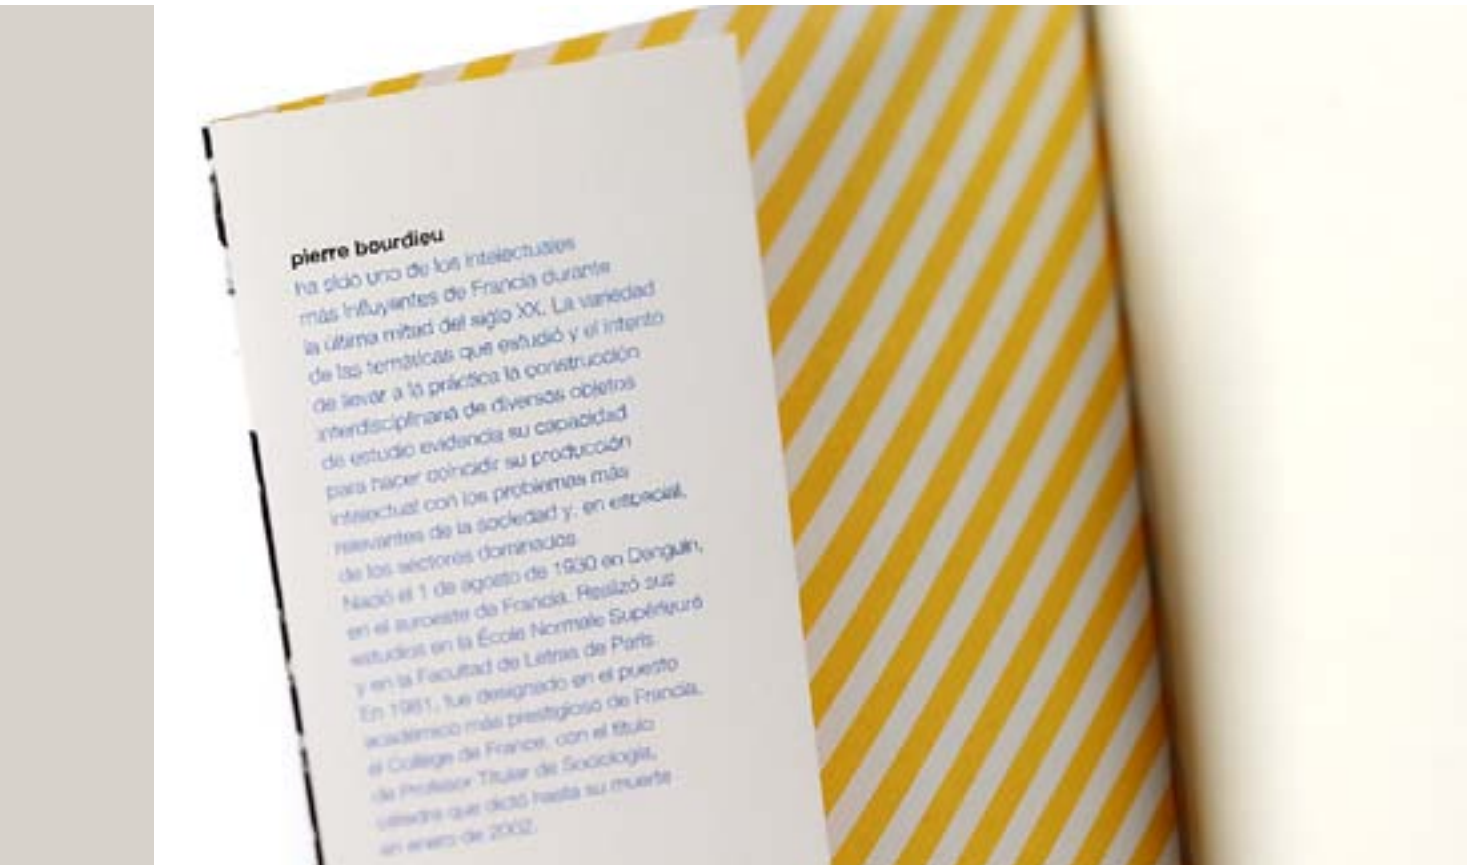 pierre bourdieu
ha sido uno de los intelectuales
más influyentes de Francia durante
la última mitad del siglo XX. La variedad
de las temáticas que estudió y el intento
de llevar a la práctica la construcción
interdisciplinaria de diversos objetos
de estudio evidencia su capacidad
para hacer coincidir su producción
intelectual con los problemas más
relevantes de la sociedad y, en especial,
de los sectores dominados.
Nació el 1 de agosto de 1930 en Denguin,
en el suroeste de Francia. Realizó sus
estudios en la École Normale Supérieure
y en la Facultad de Letras de París.
En 1981, fue designado en el puesto
académico más prestigioso de Francia,
el Collège de France, con el título
de Profesor Titular de Sociología,
cátedra que dictó hasta su muerte
en enero de 2002.